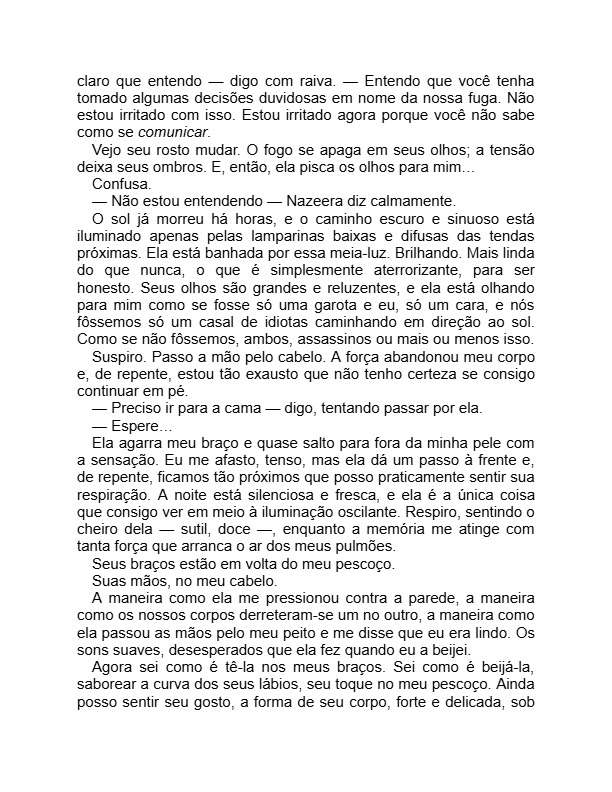 claro que entendo — digo com raiva. — Entendo que você tenha
tomado algumas decisões duvidosas em nome da nossa fuga. Não
estou irritado com isso. Estou irritado agora porque você não sabe
como se comunicar.
Vejo seu rosto mudar. O fogo se apaga em seus olhos; a tensão
deixa seus ombros. E, então, ela pisca os olhos para mim…
Confusa.
— Não estou entendendo — Nazeera diz calmamente.
O sol já morreu há horas, e o caminho escuro e sinuoso está
iluminado apenas pelas lamparinas baixas e difusas das tendas
próximas. Ela está banhada por essa meia-luz. Brilhando. Mais linda
do que nunca, o que é simplesmente aterrorizante, para ser
honesto. Seus olhos são grandes e reluzentes, e ela está olhando
para mim como se fosse só uma garota e eu, só um cara, e nós
fôssemos só um casal de idiotas caminhando em direção ao sol.
Como se não fôssemos, ambos, assassinos ou mais ou menos isso.
Suspiro. Passo a mão pelo cabelo. A força abandonou meu corpo
e, de repente, estou tão exausto que não tenho certeza se consigo
continuar em pé.
— Preciso ir para a cama — digo, tentando passar por ela.
— Espere…
Ela agarra meu braço e quase salto para fora da minha pele com
a sensação. Eu me afasto, tenso, mas ela dá um passo à frente e,
de repente, ficamos tão próximos que posso praticamente sentir sua
respiração. A noite está silenciosa e fresca, e ela é a única coisa
que consigo ver em meio à iluminação oscilante. Respiro, sentindo o
cheiro dela — sutil, doce —, enquanto a memória me atinge com
tanta força que arranca o ar dos meus pulmões.
Seus braços estão em volta do meu pescoço.
Suas mãos, no meu cabelo.
A maneira como ela me pressionou contra a parede, a maneira
como os nossos corpos derreteram-se um no outro, a maneira como
ela passou as mãos pelo meu peito e me disse que eu era lindo. Os
sons suaves, desesperados que ela fez quando eu a beijei.
Agora sei como é tê-la nos meus braços. Sei como é beijá-la,
saborear a curva dos seus lábios, seu toque no meu pescoço. Ainda
posso sentir seu gosto, a forma de seu corpo, forte e delicada, sob